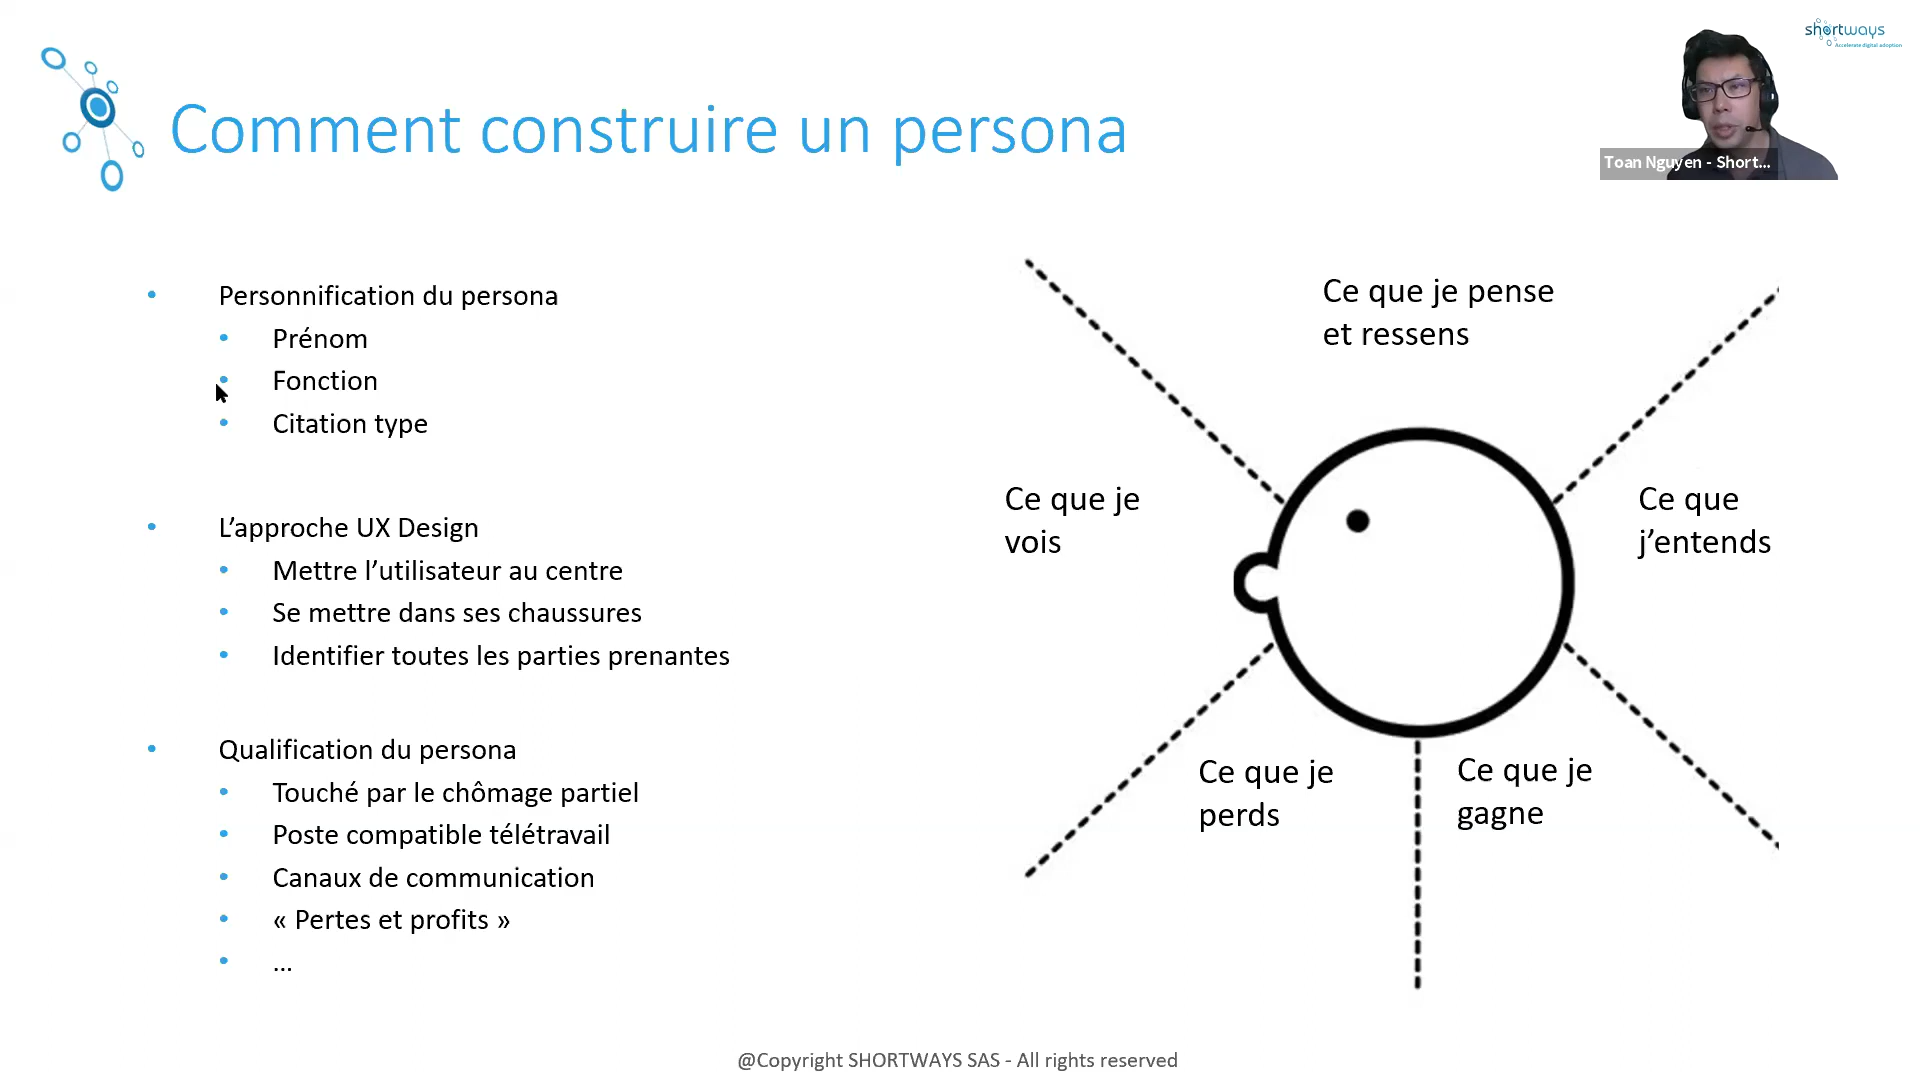 shortways
Accelerate digital adoption
Comment construire un persona
Toan Nguyen - Short...
• Personnification du persona
• Prénom
• Fonction
• Citation type
• L’approche UX Design
• Mettre l’utilisateur au centre
• Se mettre dans ses chaussures
• Identifier toutes les parties prenantes
• Qualification du persona
• Touché par le chômage partiel
• Poste compatible télétravail
• Canaux de communication
• « Pertes et profits »
• ...
Ce que je pense
et ressens
Ce que je
vois
Ce que
j’entends
Ce que je
perds
Ce que je
gagne
@Copyright SHORTWAYS SAS - All rights reserved